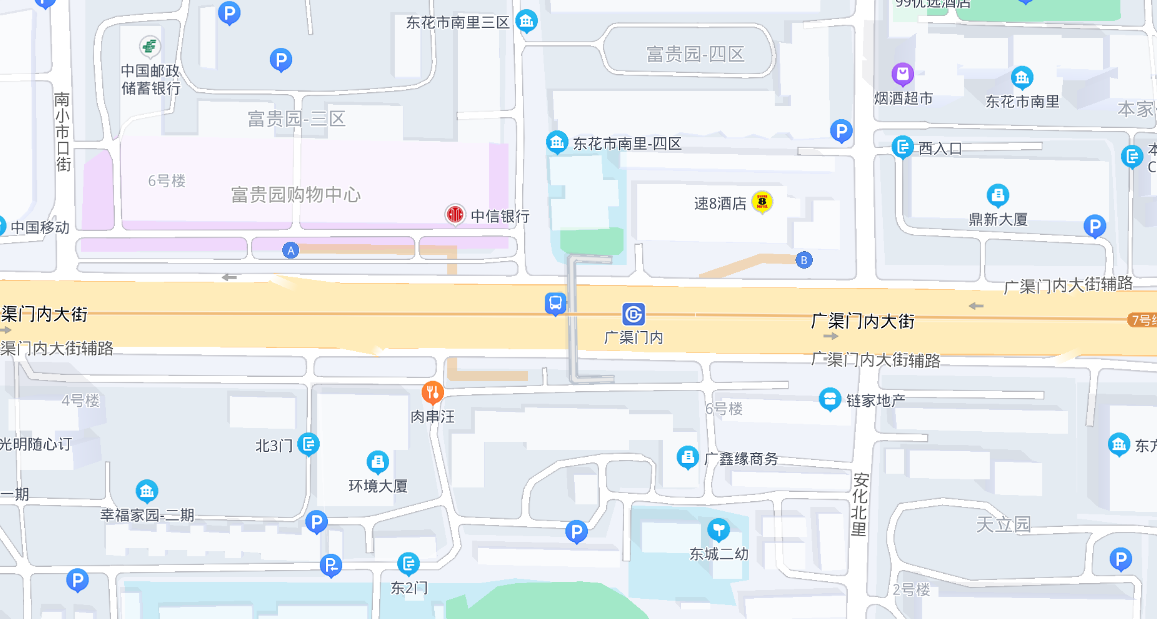 99优选酒店
东花市南里三区
富贵园-四区
中国邮政
储蓄银行
烟酒超市
东花市南里
南小市口街
富贵园-三区
本家
东花市南里-四区
西入口
本
C
6号楼
富贵园购物中心
速8酒店
8
中信银行
鼎新大厦
中国移动
A
B
广渠门内大街辅路
渠门内大街
广渠门内大街
7号线
广渠门内
渠门内大街辅路
广渠门内大街辅路
4号楼
肉串汪
6号楼
链家地产
光明随心订
北3门
东方
广鑫缘商务
环境大厦
一期
幸福家园-二期
安化北里
天立园
东城二幼
东2门
2号楼
P
P
P
P
P
P
P
P
P
P